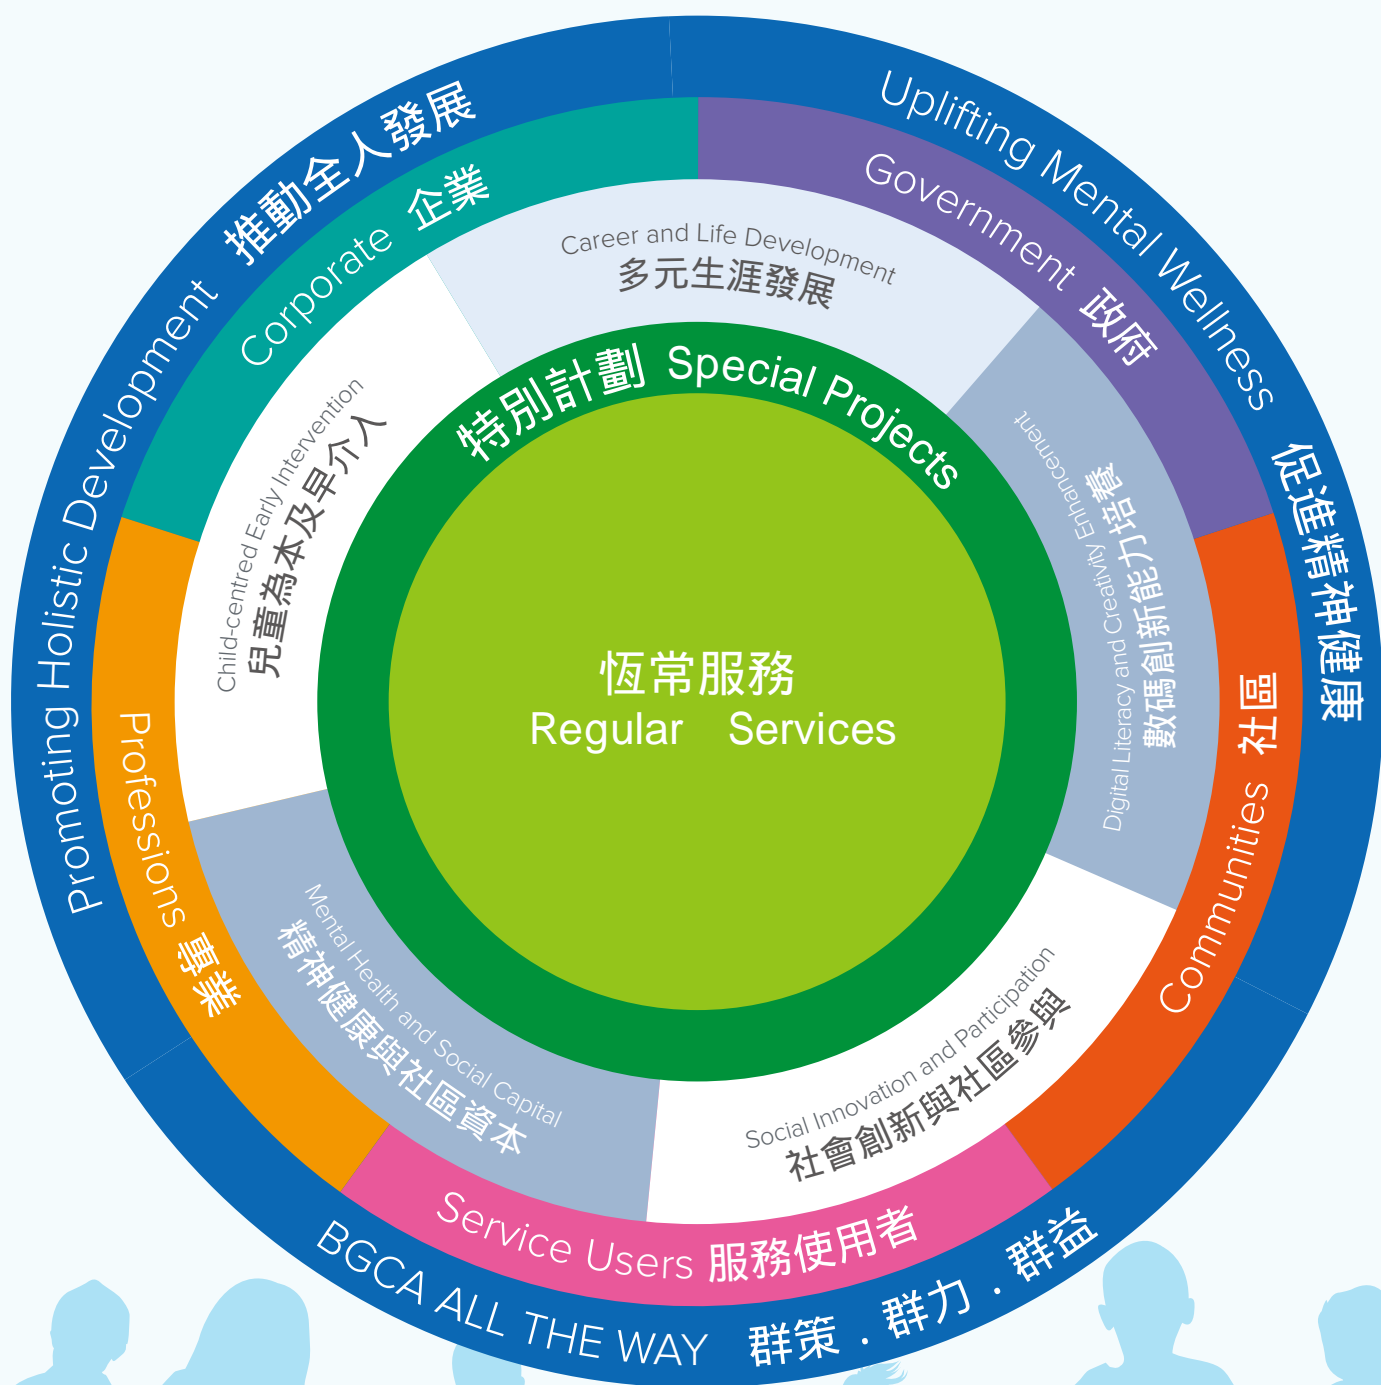 Promoting Holistic Development 推動全人發展
Uplifting Mental Wellness 促進精神健康
BGCA ALL THE WAY 群策．群力．群益
Corporate 企業
Government 政府
Communities 社區
Service Users 服務使用者
Professions 專業
Career and Life Development
多元生涯發展
Digital Literacy and Creativity Enhancement
數碼創新能力培養
Social Innovation and Participation
社會創新與社區參與
Mental Health and Social Capital
精神健康與社區資本
Child-centred Early Intervention
兒童為本及早介入
特別計劃 Special Projects
恆常服務
Regular Services